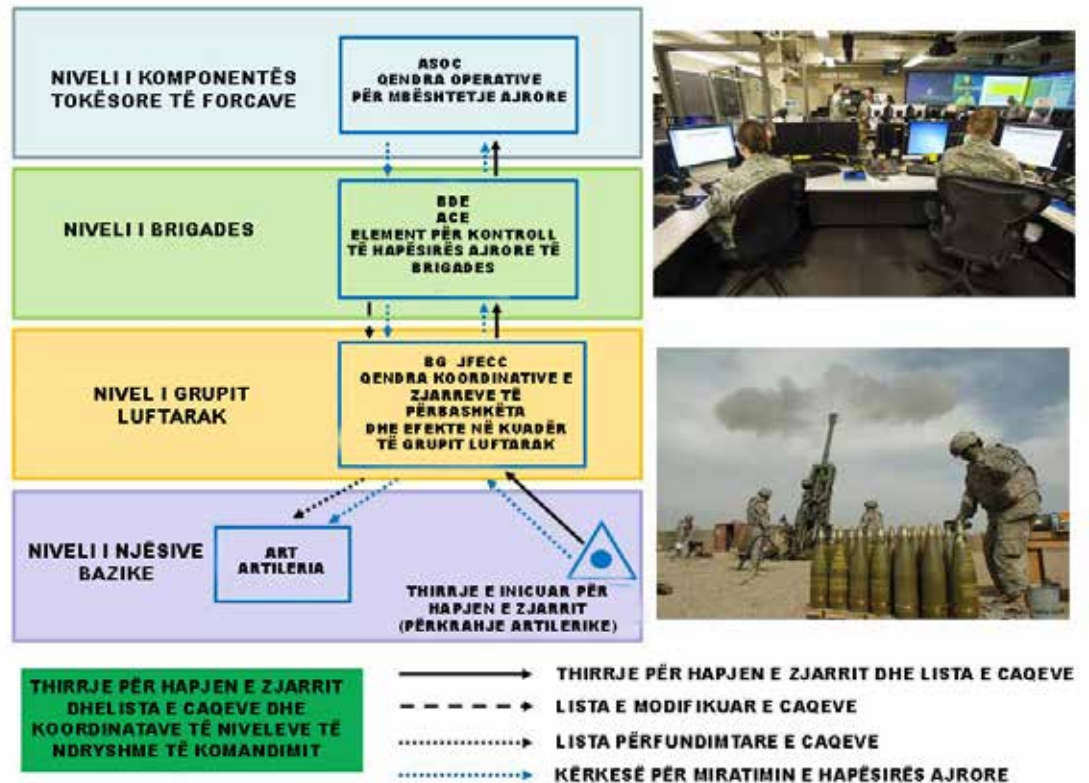 NIVELI I KOMPONENTËS
TOKËSORE TË FORCAVE
ASOC
QENDRA OPERATIVE
PËR MBËSHTETJE AJRORE
NIVELI I BRIGADES
BDE
ACE
ELEMENT PËR KONTROLL
TË HAPËSIRËS AJRORE TË
BRIGADES
NIVEL I GRUPIT
LUFTARAK
BG JFECC
QENDRA KOORDINATIVE E
ZJARREVE TË
PËRBASHKËTA
DHE EFEKTE NË KUADËR
TË GRUPIT LUFTARAK
NIVELI I NJËSIVE
BAZIKE
ART
ARTILERIA
THIRRJE E INICUAR PËR
HAPJEN E ZJARRIT
(PËRKRAHJE ARTILERIKE)
THIRRJE PËR HAPJEN E ZJARRIT
DHELISTA E CAQEVE DHE
KOORDINATAVE TË NIVELEVE TË
NDRYSHME TË KOMANDIMIT
THIRRJE PËR HAPJEN E ZJARRIT DHE LISTA E CAQEVE
LISTA E MODIFIKUAR E CAQEVE
LISTA PËRFUNDIMTARE E CAQEVE
KËRKESË PËR MIRATIMIN E HAPËSIRËS AJRORE